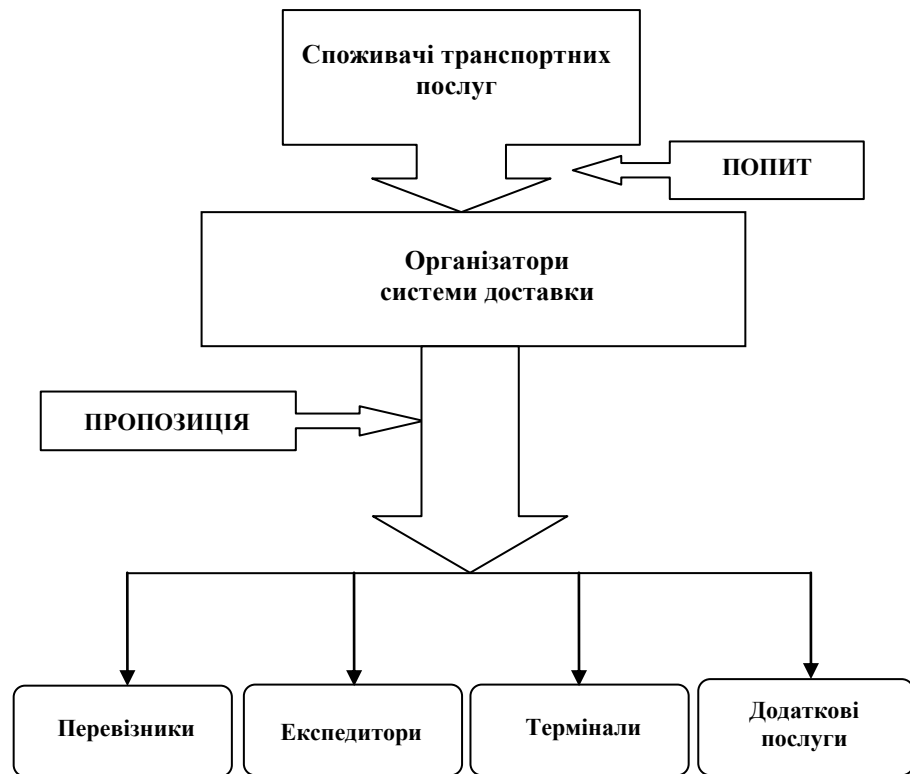 Споживачі транспортних
послуг
ПОПИТ
Організатори
системи доставки
ПРОПОЗИЦІЯ
Перевізники
Експедитори
Термінали
Додаткові
послуги